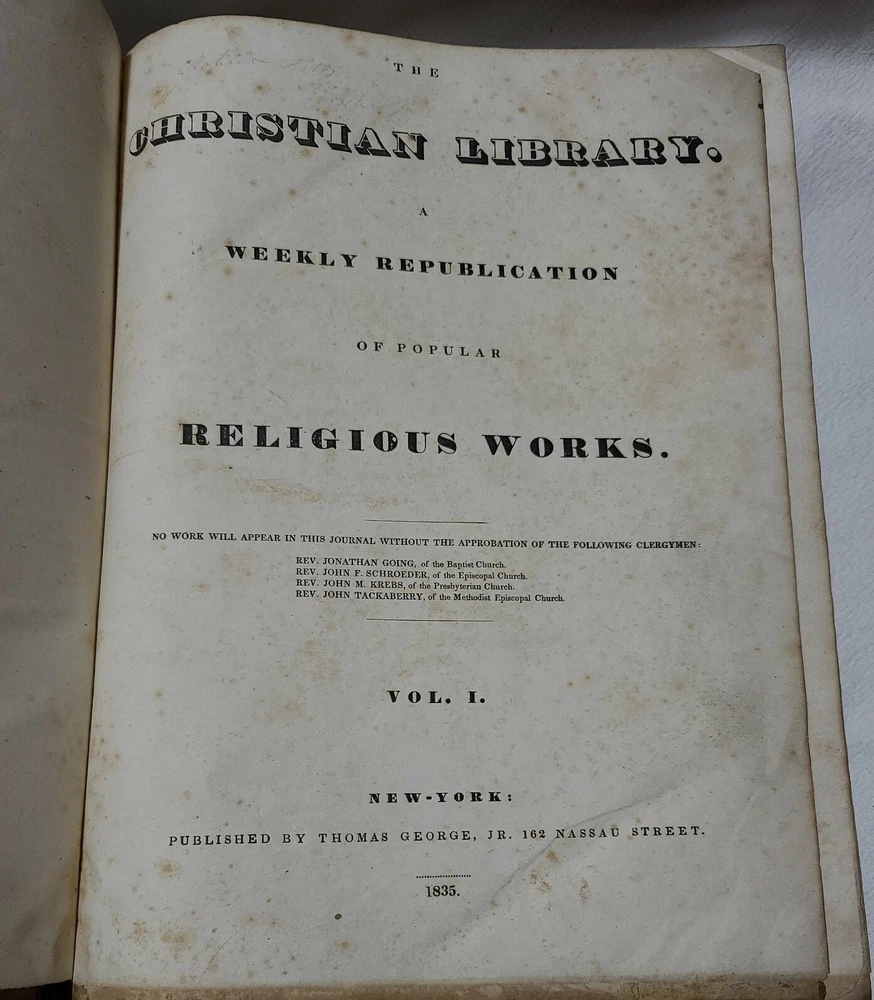 THE
CHRISTIAN LIBRARY.
A
WEEKLY REPUBLICATION
OF POPULAR
RELIGIOUS WORKS.
NO WORK WILL APPEAR IN THIS JOURNAL WITHOUT THE APPROBATION OF THE FOLLOWING CLERGYMEN:
REV. JONATHAN GOING, of the Baptist Church.
REV. JOHN F. SCHROEDER, of the Episcopal Church.
REV. JOHN M. KREBS, of the Presbyterian Church.
REV. JOHN TACKABERRY, of the Methodist Episcopal Church.
VOL. I.
NEW-YORK:
PUBLISHED BY THOMAS GEORGE, JR. 162 NASSAU STREET.
1835.